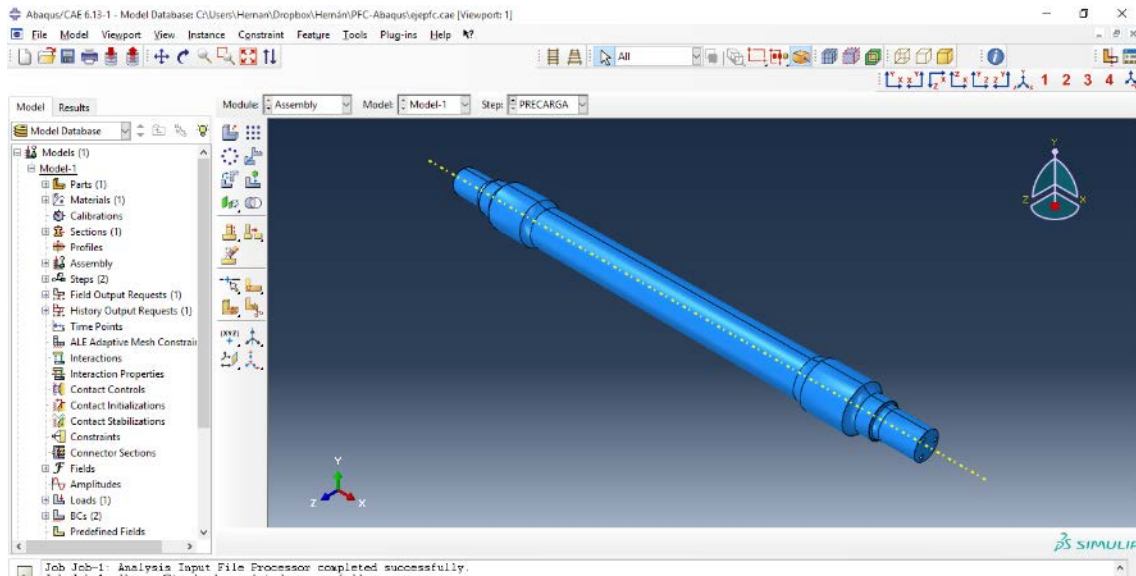 Abaqus/CAE 6.13-1 - Model Database: C:\Users\Hernan\Dropbox\Hernán\PFC-Abaqus\ejepfc.cae [Viewport: 1]
File Model Viewport View Instance Constraint Feature Tools Plug-ins Help
All
1 2 3 4
Model Results
Module: Assembly Model: Model-1 Step: PRECARGA
Model Database
Models (1)
Model-1
Parts (1)
Materials (1)
Calibrations
Sections (1)
Profiles
Assembly
Steps (2)
Field Output Requests (1)
History Output Requests (1)
Time Points
ALE Adaptive Mesh Constrai
Interactions
Interaction Properties
Contact Controls
Contact Initializations
Contact Stabilizations
Constraints
Connector Sections
Fields
Amplitudes
Loads (1)
BCs (2)
Predefined Fields
(XYZ)
Y
Z X
Y
Z X
SIMULIA
Job Job-1: Analysis Input File Processor completed successfully.